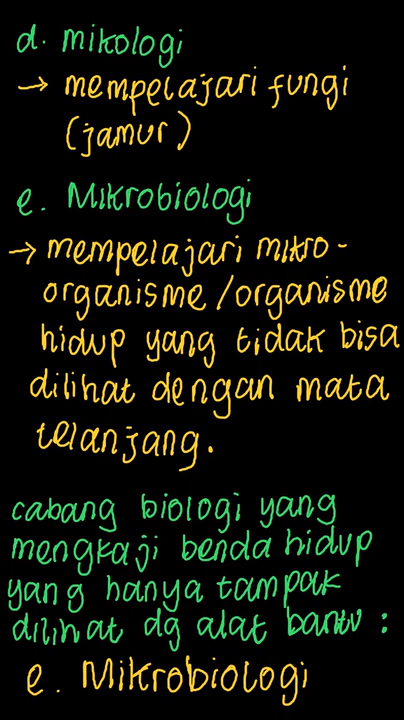 d. mikologi
→ mempelajari fungi
(jamur)
e. Mikrobiologi
→ mempelajari mikro-
organisme/organisme
hidup yang tidak bisa
dilihat dengan mata
telanjang.
cabang biologi yang
mengkaji benda hidup
yang hanya tampak
dilihat dg alat bantu :
e. Mikrobiologi